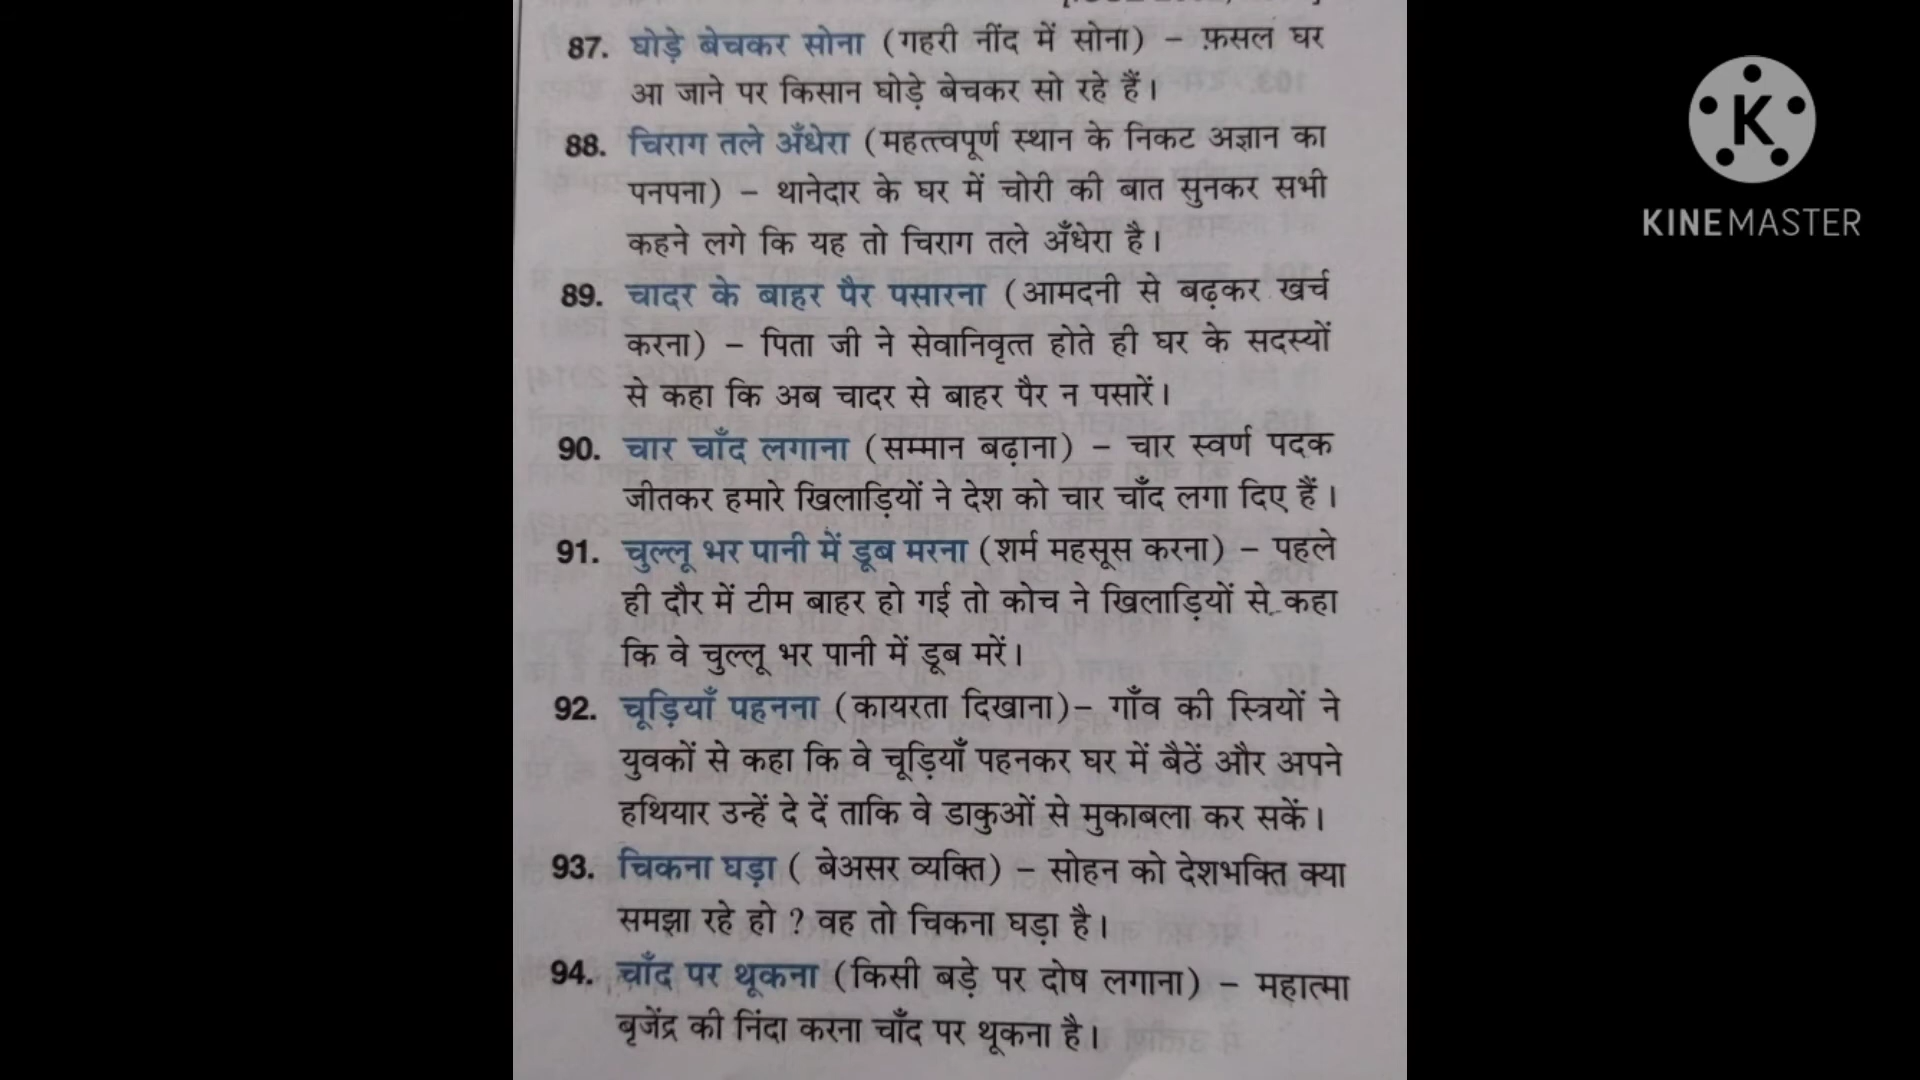 87. घोड़े बेचकर सोना (गहरी नींद में सोना) – फ़सल घर
आ जाने पर किसान घोड़े बेचकर सो रहे हैं।
88. चिराग तले अँधेरा (महत्त्वपूर्ण स्थान के निकट अज्ञान का
पनपना) – थानेदार के घर में चोरी की बात सुनकर सभी
कहने लगे कि यह तो चिराग तले अँधेरा है।
89. चादर के बाहर पैर पसारना (आमदनी से बढ़कर खर्च
करना) – पिता जी ने सेवानिवृत्त होते ही घर के सदस्यों
से कहा कि अब चादर से बाहर पैर न पसारें।
90. चार चाँद लगाना (सम्मान बढ़ाना) – चार स्वर्ण पदक
जीतकर हमारे खिलाड़ियों ने देश को चार चाँद लगा दिए हैं।
91. चुल्लू भर पानी में डूब मरना (शर्म महसूस करना) – पहले
ही दौर में टीम बाहर हो गई तो कोच ने खिलाड़ियों से कहा
कि वे चुल्लू भर पानी में डूब मरें।
92. चूड़ियाँ पहनना (कायरता दिखाना)– गाँव की स्त्रियों ने
युवकों से कहा कि वे चूड़ियाँ पहनकर घर में बैठें और अपने
हथियार उन्हें दे दें ताकि वे डाकुओं से मुकाबला कर सकें।
93. चिकना घड़ा ( बेअसर व्यक्ति) – सोहन को देशभक्ति क्या
समझा रहे हो ? वह तो चिकना घड़ा है।
94. चाँद पर थूकना (किसी बड़े पर दोष लगाना) – महात्मा
बृजेंद्र की निंदा करना चाँद पर थूकना है।
K
KINEMASTER